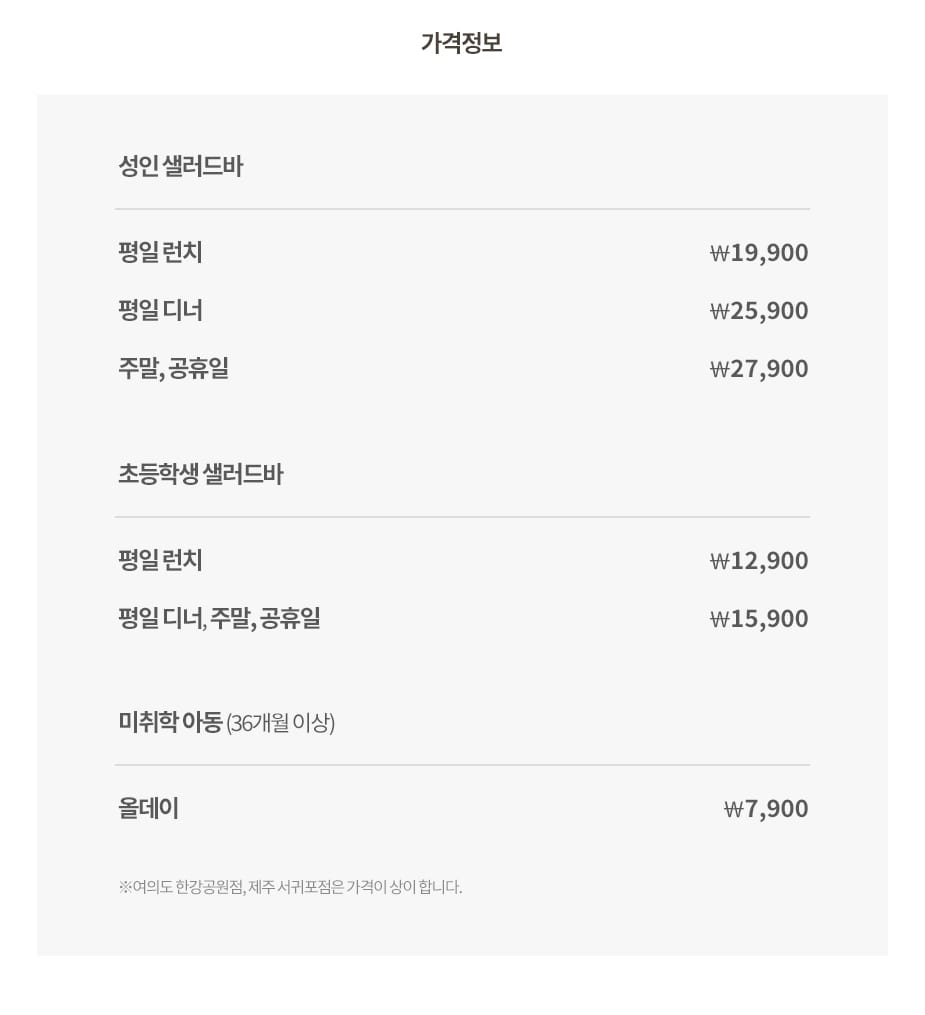 가격정보
성인 샐러드바
평일 런치 ₩19,900
평일 디너 ₩25,900
주말, 공휴일 ₩27,900
초등학생 샐러드바
평일 런치 ₩12,900
평일 디너, 주말, 공휴일 ₩15,900
미취학 아동 (36개월 이상)
올데이 ₩7,900
※여의도 한강공원점, 제주 서귀포점은 가격이 상이 합니다.